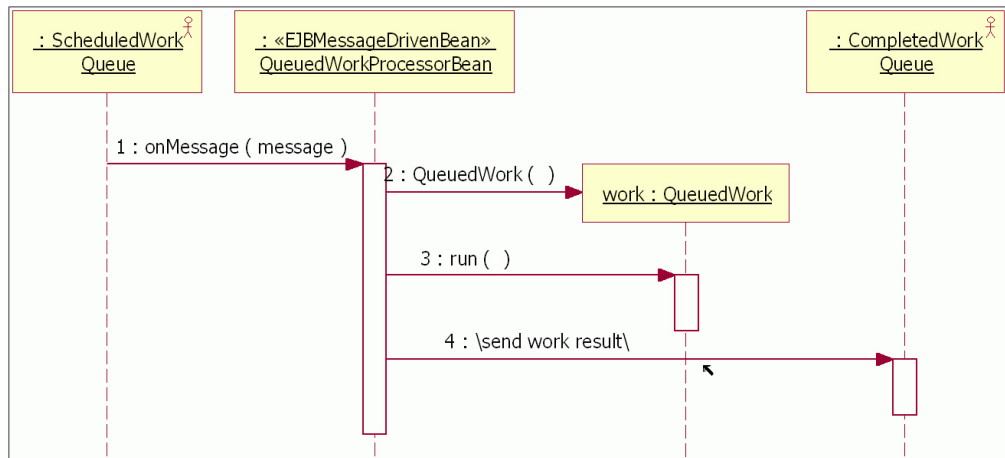 : ScheduledWork
Queue
: «EJBMessageDrivenBean»
QueuedWorkProcessorBean
: CompletedWork
Queue
1 : onMessage ( message )
2 : QueuedWork (  )
work : QueuedWork
3 : run (  )
4 : \send work result\